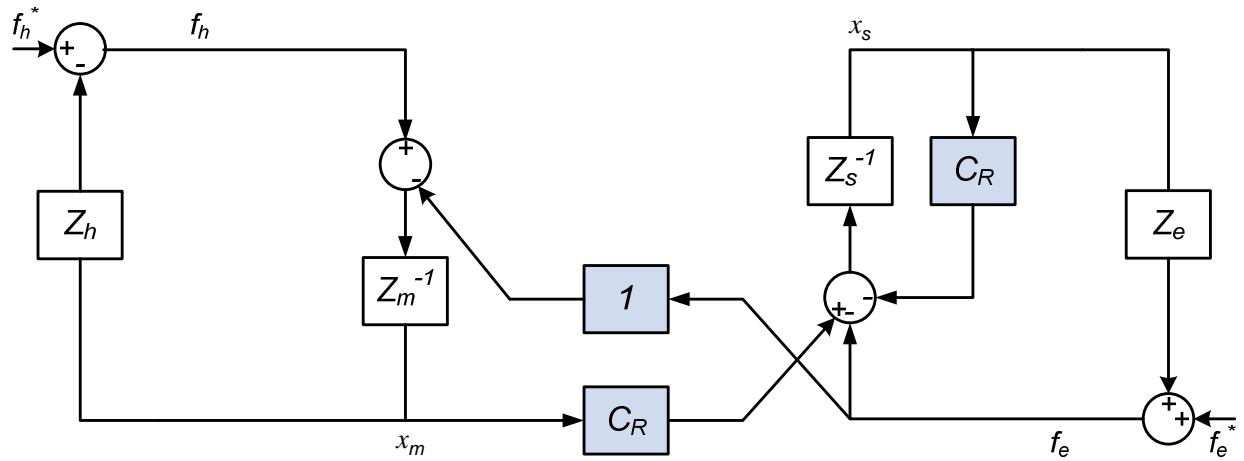 f_h^*
f_h
x_s
+
-
+
-
Z_s^{-1}
C_R
Z_h
Z_e
Z_m^{-1}
1
+
-
-
C_R
+
+
x_m
f_e
f_e^*